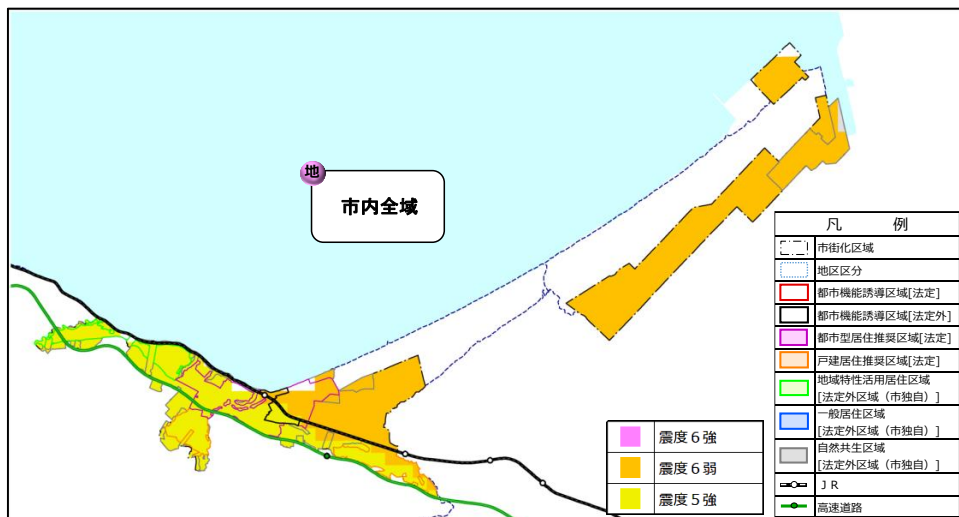 地
市内全域
凡 例
市街化区域
地区区分
都市機能誘導区域[法定]
都市機能誘導区域[法定外]
都市型居住推奨区域[法定]
戸建居住推奨区域[法定]
地域特性活用居住区域
[法定外区域（市独自）]
一般居住区域
[法定外区域（市独自）]
自然共生区域
[法定外区域（市独自）]
ＪＲ
高速道路
震度６強
震度６弱
震度５強